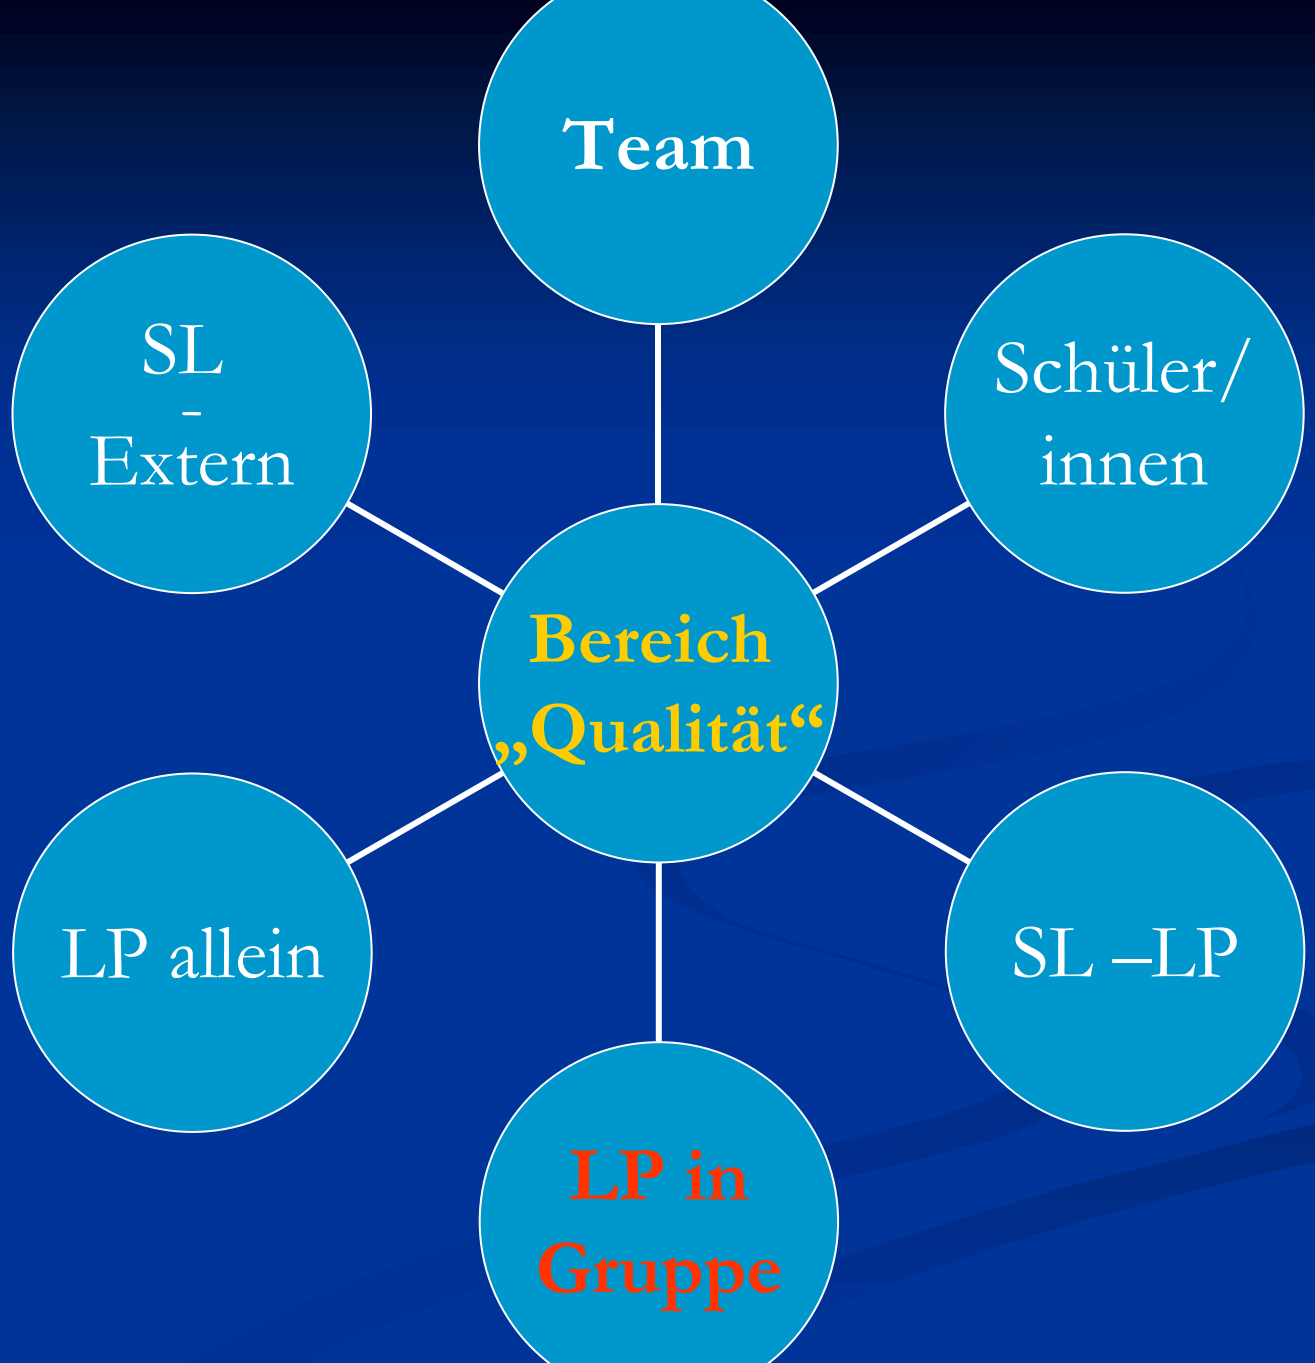 Team
SL
-
Extern
Schüler/
innen
Bereich
„Qualität“
LP allein
SL –LP
LP in
Gruppe